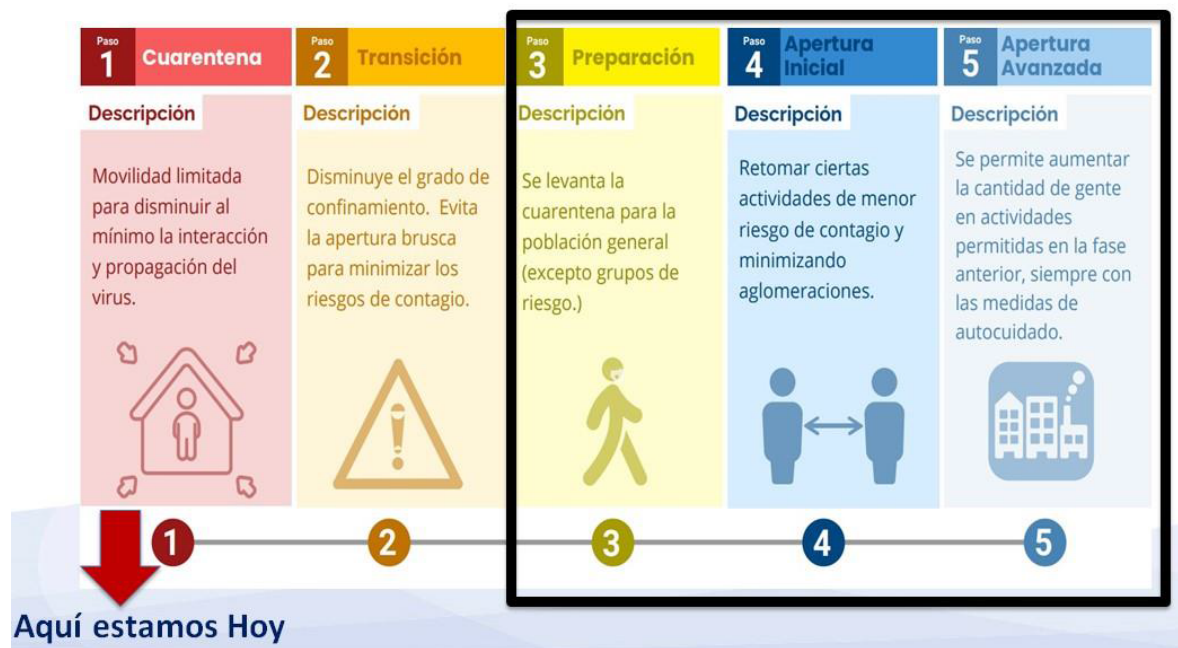 Paso
1
Cuarentena
Descripción
Movilidad limitada
para disminuir al
mínimo la interacción
y propagación del
virus.
Paso
2
Transición
Descripción
Disminuye el grado de
confinamiento. Evita
la apertura brusca
para minimizar los
riesgos de contagio.
Paso
3
Preparación
Descripción
Se levanta la
cuarentena para la
población general
(excepto grupos de
riesgo.)
Paso
4
Apertura
Inicial
Descripción
Retomar ciertas
actividades de menor
riesgo de contagio y
minimizando
aglomeraciones.
Paso
5
Apertura
Avanzada
Descripción
Se permite aumentar
la cantidad de gente
en actividades
permitidas en la fase
anterior, siempre con
las medidas de
autocuidado.
1 2 3 4 5
Aquí estamos Hoy